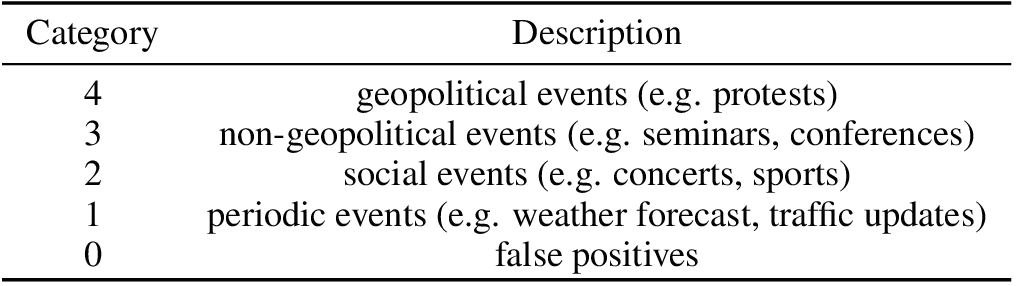 Category Description
4 geopolitical events (e.g. protests)
3 non-geopolitical events (e.g. seminars, conferences)
2 social events (e.g. concerts, sports)
1 periodic events (e.g. weather forecast, traffic updates)
0 false positives